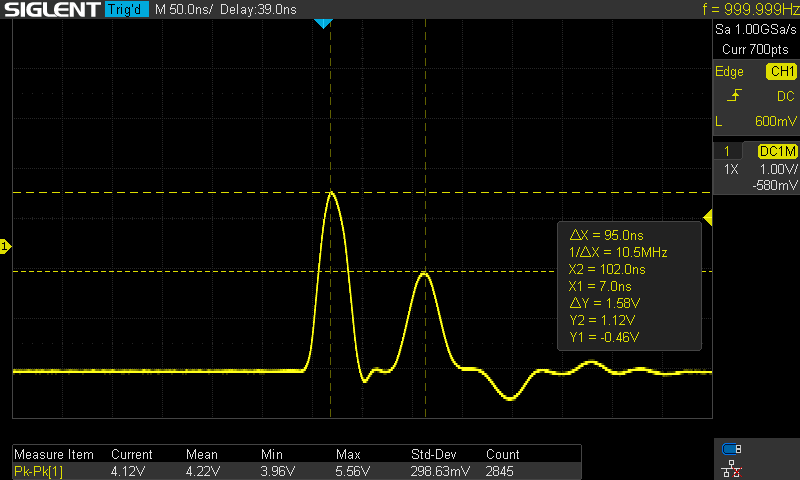 SIGLENT Trig'd M 50.0ns/ Delay:39.0ns f = 999.999Hz
Sa 1.00GSa/s
Curr 700pts
Edge CH1
DC
L 600mV
1 DC1M
1X 1.00V/
-580mV
1
ΔX = 95.0ns
1/ΔX = 10.5MHz
X2 = 102.0ns
X1 = 7.0ns
ΔY = 1.58V
Y2 = 1.12V
Y1 = -0.46V
Measure Item Current Mean Min Max Std-Dev Count
Pk-Pk[1] 4.12V 4.22V 3.96V 5.56V 298.63mV 2845